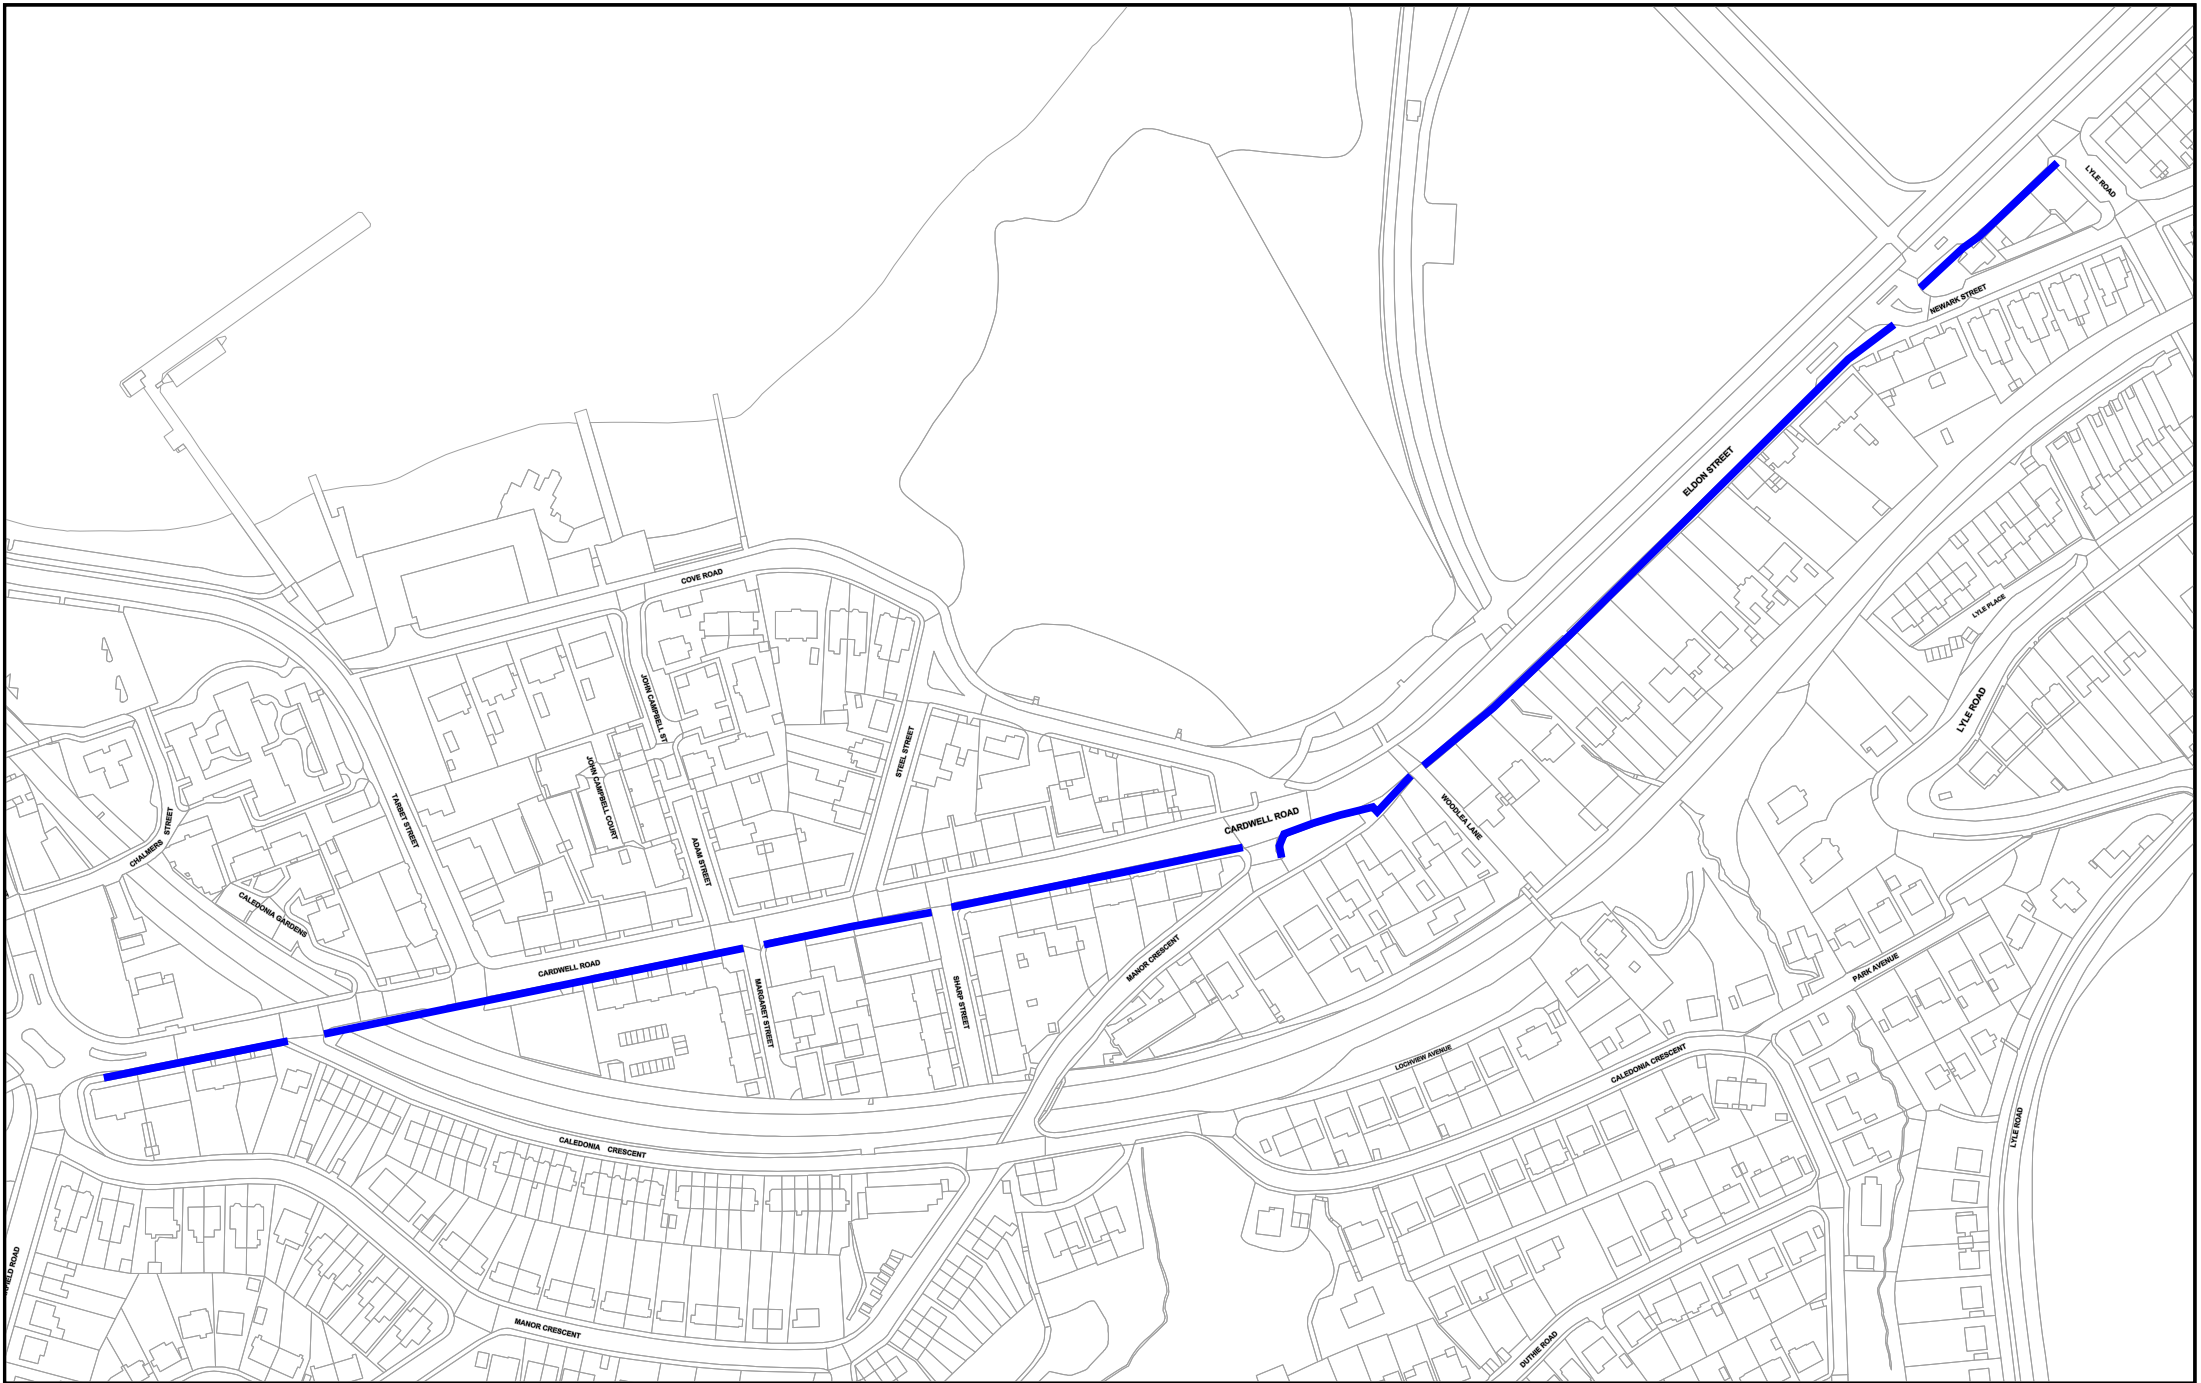 LYLE ROAD
NEWARK STREET
ELDON STREET
COVE ROAD
LYLE PLACE
JOHN CAMPBELL ST
LYLE ROAD
STEEL STREET
JOHN CAMPBELL COURT
TARBET STREET
CARDWELL ROAD
WOODLEA LANE
CHALMERS STREET
ADAM STREET
CALEDONIA GARDENS
MANOR CRESCENT
CARDWELL ROAD
PARK AVENUE
MARGARET STREET
SHARP STREET
LOCHVIEW AVENUE
CALEDONIA CRESCENT
LYLE ROAD
CALEDONIA CRESCENT
FIELD ROAD
MANOR CRESCENT
DUTHIE ROAD